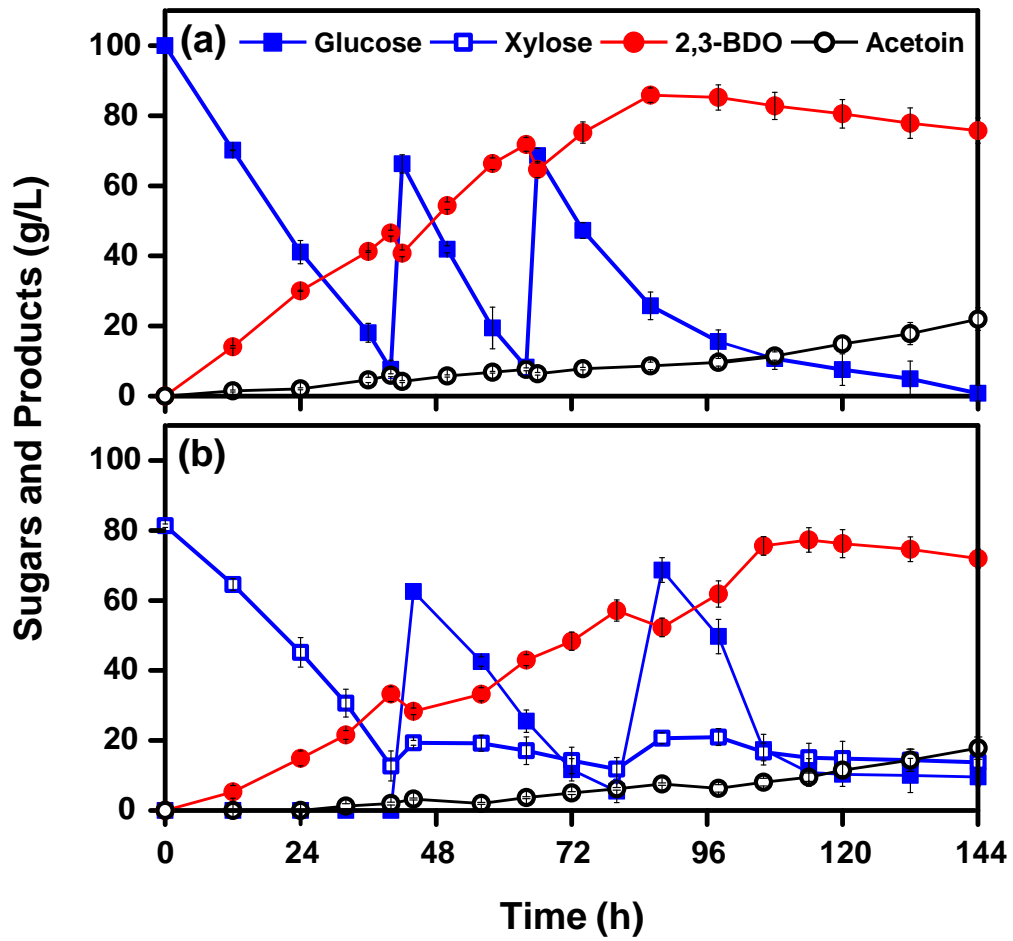 (a) Glucose Xylose 2,3-BDO Acetoin
100
80
60
40
20
0
(b)
100
80
60
40
20
0
0 24 48 72 96 120 144
Time (h)
Sugars and Products (g/L)